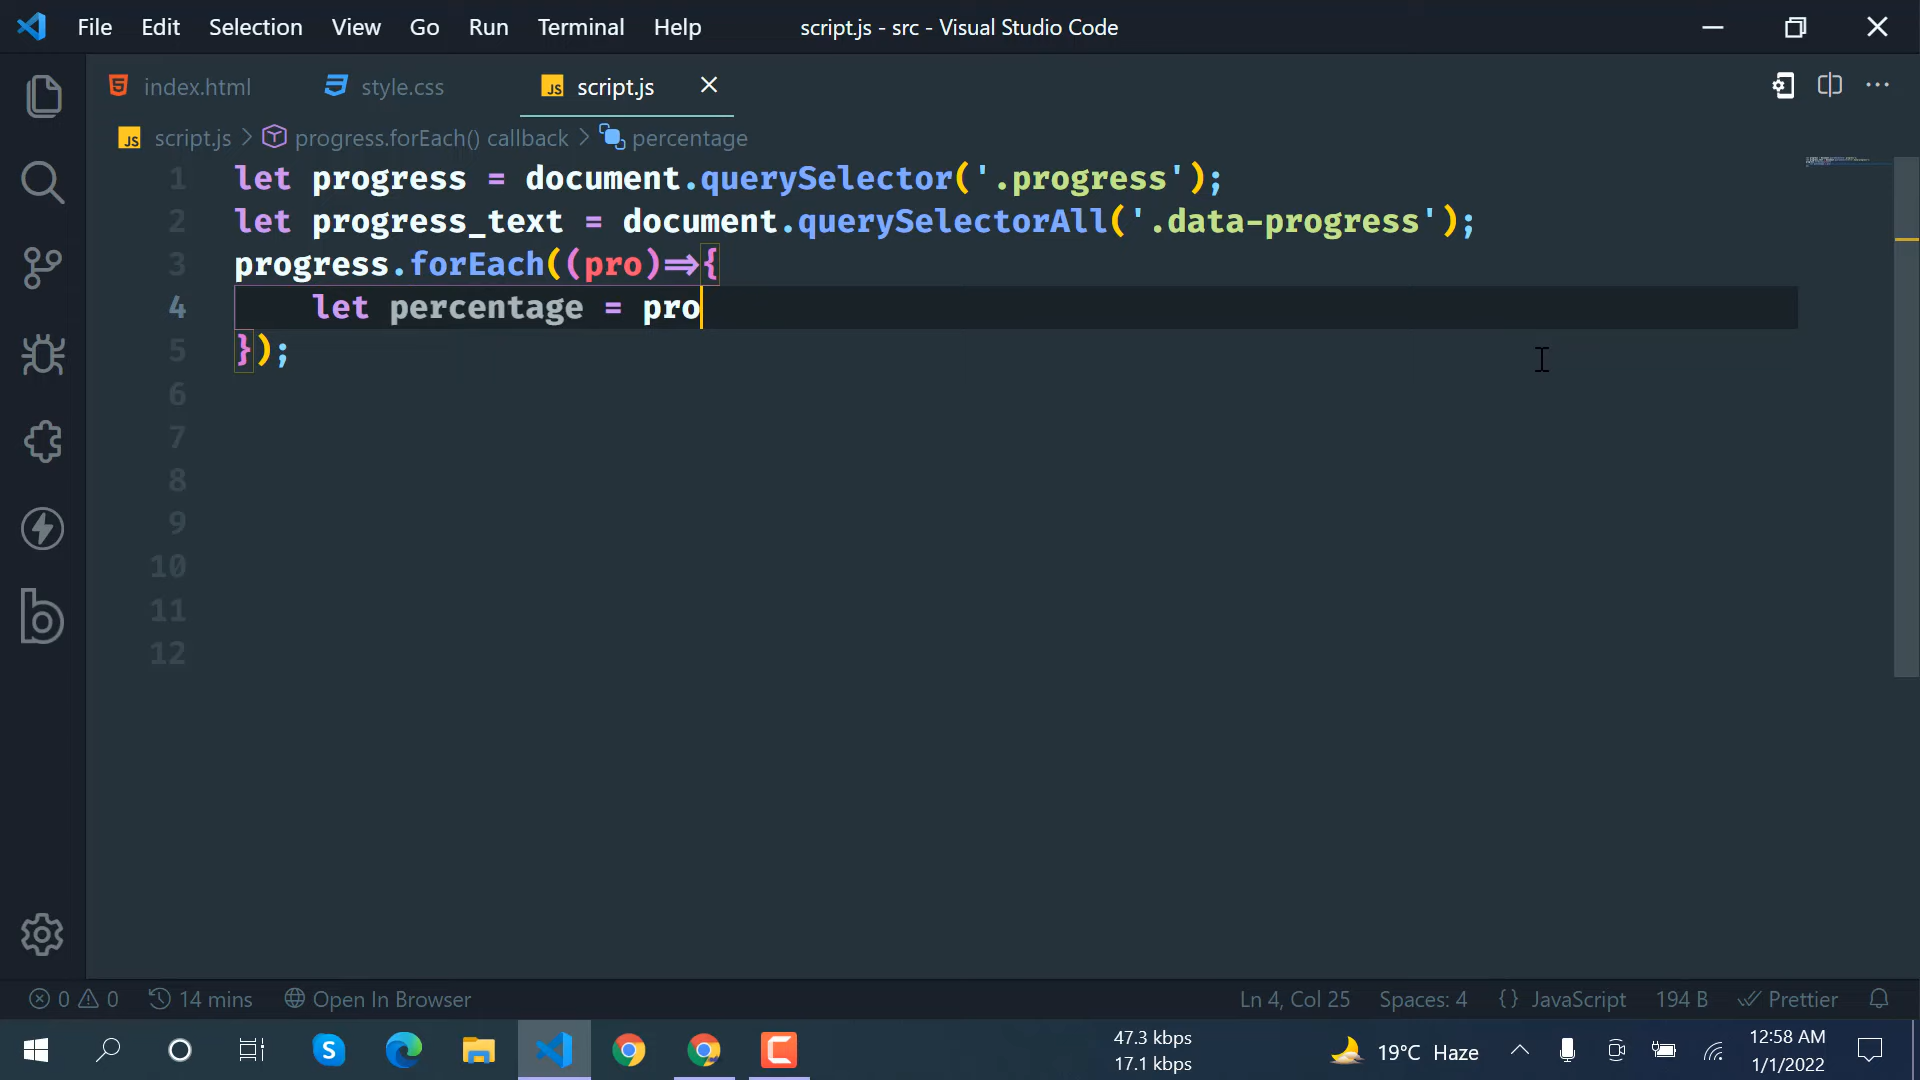 File Edit Selection View Go Run Terminal Help script.js - src - Visual Studio Code
index.html style.css JS script.js
JS script.js > progress.forEach() callback > percentage
1 let progress = document.querySelector('.progress');
2 let progress_text = document.querySelectorAll('.data-progress');
3 progress.forEach((pro)=>{
4 let percentage = pro
5 });
6
7
8
9
10
11
12
0 0 14 mins Open In Browser Ln 4, Col 25 Spaces: 4 {} JavaScript 194 B Prettier
47.3 kbps
17.1 kbps
19°C Haze
12:58 AM
1/1/2022